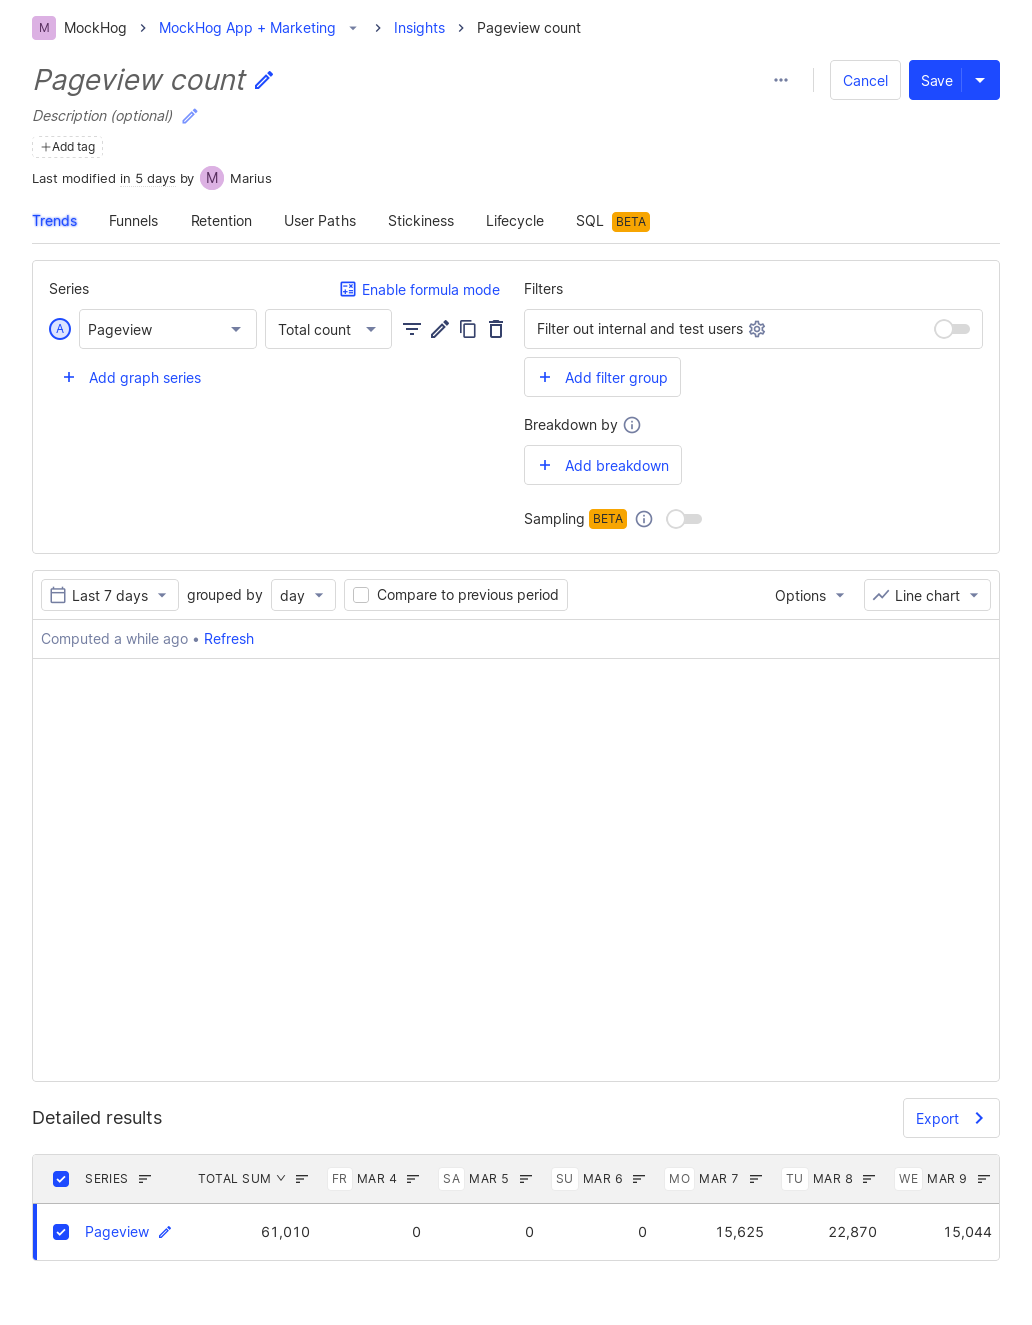 M MockHog MockHog App + Marketing Insights Pageview count
Pageview count
Cancel Save
Description (optional)
Add tag
Last modified in 5 days by M Marius
Trends Funnels Retention User Paths Stickiness Lifecycle SQL BETA
Series Enable formula mode Filters
A Pageview Total count Filter out internal and test users
Add graph series Add filter group
Breakdown by
Add breakdown
Sampling BETA
Last 7 days grouped by day Compare to previous period Options Line chart
Computed a while ago • Refresh
Detailed results Export
SERIES TOTAL SUM FR MAR 4 SA MAR 5 SU MAR 6 MO MAR 7 TU MAR 8 WE MAR 9
Pageview 61,010 0 0 0 15,625 22,870 15,044